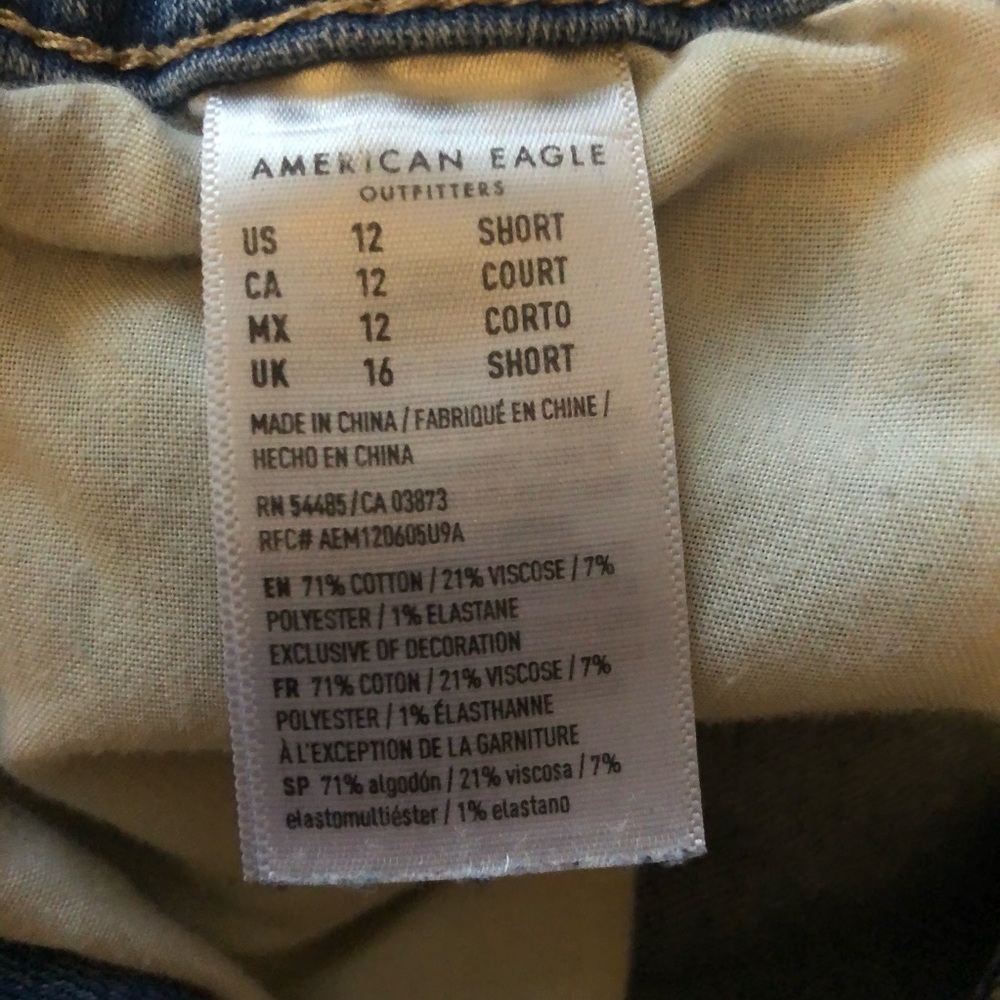 AMERICAN EAGLE
OUTFITTERS
US 12 SHORT
CA 12 COURT
MX 12 CORTO
UK 16 SHORT
MADE IN CHINA / FABRIQUÉ EN CHINE /
HECHO EN CHINA
RN 54485/CA 03873
RFC# AEM120605U9A
EN 71% COTTON / 21% VISCOSE / 7%
POLYESTER / 1% ELASTANE
EXCLUSIVE OF DECORATION
FR 71% COTON / 21% VISCOSE / 7%
POLYESTER / 1% ÉLASTHANNE
À L'EXCEPTION DE LA GARNITURE
SP 71% algodón / 21% viscosa / 7%
elastomultiéster / 1% elastano